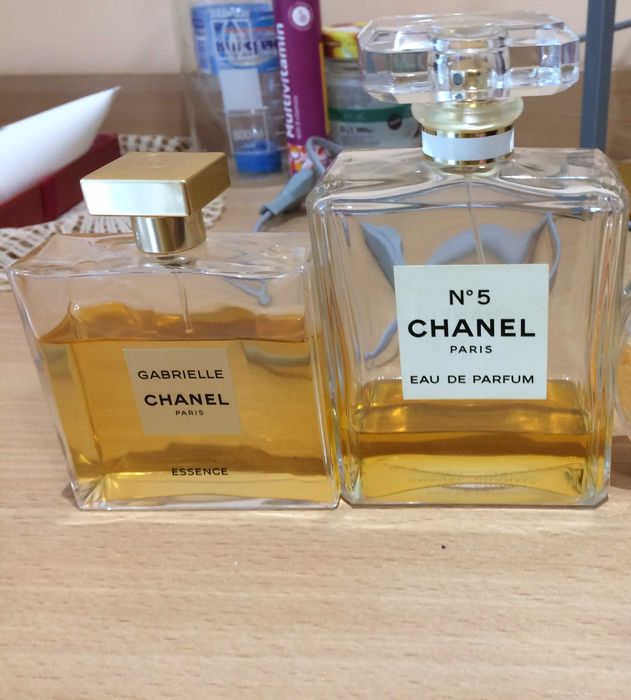 Multivitamin
GABRIELLE
CHANEL
PARIS
ESSENCE
N°5
CHANEL
PARIS
EAU DE PARFUM